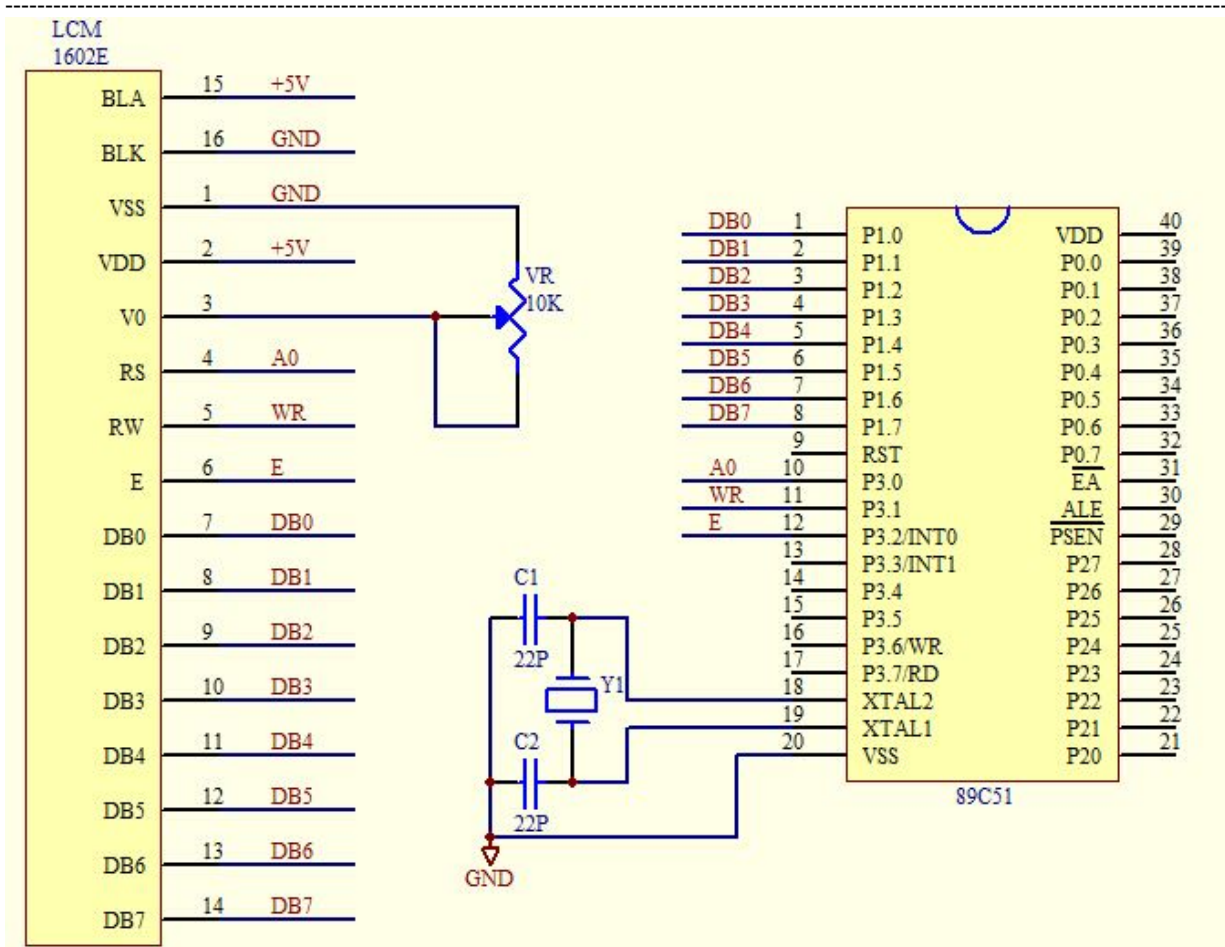 LCM
1602E
BLA 15 +5V
BLK 16 GND
VSS 1 GND
VDD 2 +5V
V0 3
RS 4 A0
RW 5 WR
E 6 E
DB0 7 DB0
DB1 8 DB1
DB2 9 DB2
DB3 10 DB3
DB4 11 DB4
DB5 12 DB5
DB6 13 DB6
DB7 14 DB7
VR
10K
C1
22P
Y1
C2
22P
GND
DB0 1 P1.0 VDD 40
DB1 2 P1.1 P0.0 39
DB2 3 P1.2 P0.1 38
DB3 4 P1.3 P0.2 37
DB4 5 P1.4 P0.3 36
DB5 6 P1.5 P0.4 35
DB6 7 P1.6 P0.5 34
DB7 8 P1.7 P0.6 33
9 RST P0.7 32
A0 10 P3.0 EA 31
WR 11 P3.1 ALE 30
E 12 P3.2/INT0 PSEN 29
13 P3.3/INT1 P27 28
14 P3.4 P26 27
15 P3.5 P25 26
16 P3.6/WR P24 25
17 P3.7/RD P23 24
18 XTAL2 P22 23
19 XTAL1 P21 22
20 VSS P20 21
89C51